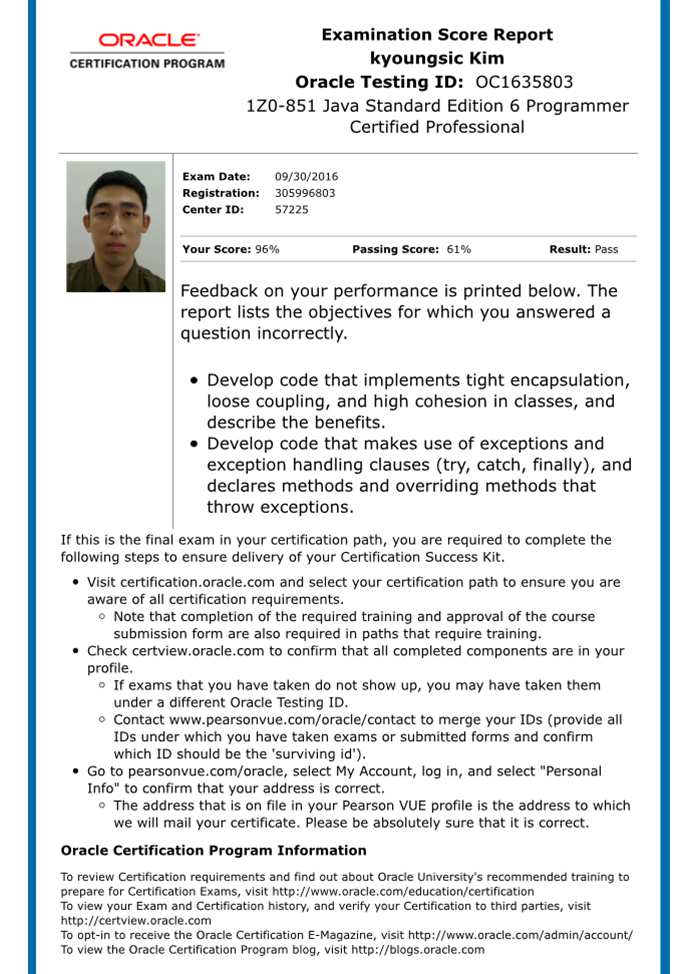 ORACLE
CERTIFICATION PROGRAM
Examination Score Report
kyoungsic Kim
Oracle Testing ID: OC1635803
1Z0-851 Java Standard Edition 6 Programmer
Certified Professional
Exam Date: 09/30/2016
Registration: 305996803
Center ID: 57225
Your Score: 96% Passing Score: 61% Result: Pass
Feedback on your performance is printed below. The
report lists the objectives for which you answered a
question incorrectly.
• Develop code that implements tight encapsulation,
loose coupling, and high cohesion in classes, and
describe the benefits.
• Develop code that makes use of exceptions and
exception handling clauses (try, catch, finally), and
declares methods and overriding methods that
throw exceptions.
If this is the final exam in your certification path, you are required to complete the
following steps to ensure delivery of your Certification Success Kit.
• Visit certification.oracle.com and select your certification path to ensure you are
aware of all certification requirements.
◦ Note that completion of the required training and approval of the course
submission form are also required in paths that require training.
• Check certview.oracle.com to confirm that all completed components are in your
profile.
◦ If exams that you have taken do not show up, you may have taken them
under a different Oracle Testing ID.
◦ Contact www.pearsonvue.com/oracle/contact to merge your IDs (provide all
IDs under which you have taken exams or submitted forms and confirm
which ID should be the 'surviving id').
• Go to pearsonvue.com/oracle, select My Account, log in, and select "Personal
Info" to confirm that your address is correct.
◦ The address that is on file in your Pearson VUE profile is the address to which
we will mail your certificate. Please be absolutely sure that it is correct.
Oracle Certification Program Information
To review Certification requirements and find out about Oracle University's recommended training to
prepare for Certification Exams, visit http://www.oracle.com/education/certification
To view your Exam and Certification history, and verify your Certification to third parties, visit
http://certview.oracle.com
To opt-in to receive the Oracle Certification E-Magazine, visit http://www.oracle.com/admin/account/
To view the Oracle Certification Program blog, visit http://blogs.oracle.com